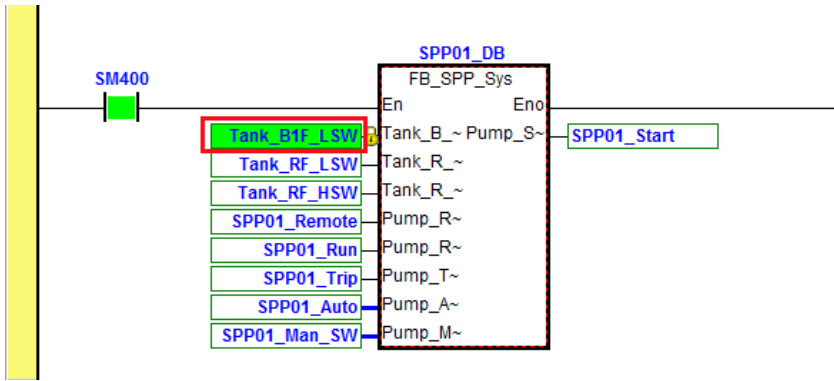 SPP01_DB
SM400
FB_SPP_Sys
En Eno
Tank_B1F_LSW Tank_B_~ Pump_S~ SPP01_Start
Tank_RF_LSW Tank_R_~
Tank_RF_HSW Tank_R_~
SPP01_Remote Pump_R~
SPP01_Run Pump_R~
SPP01_Trip Pump_T~
SPP01_Auto Pump_A~
SPP01_Man_SW Pump_M~